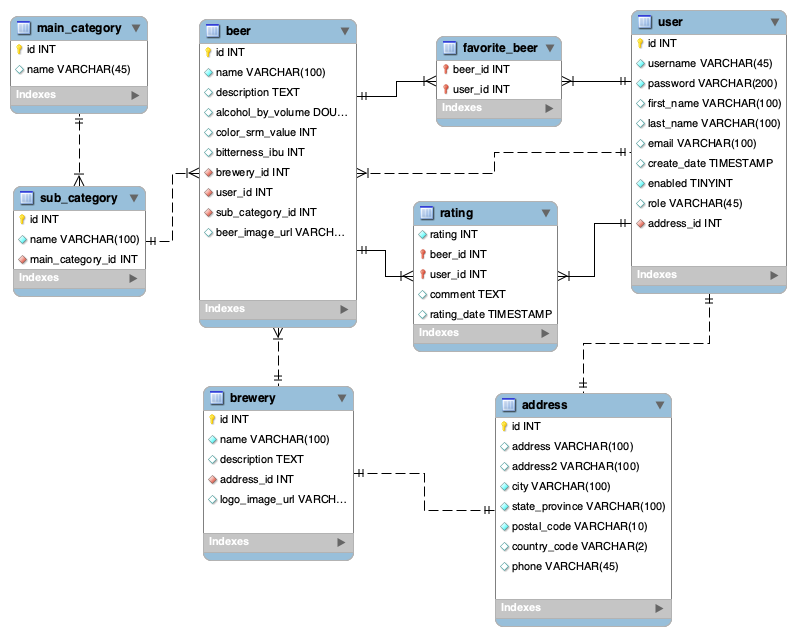 main_category
id INT
name VARCHAR(45)
Indexes
sub_category
id INT
name VARCHAR(100)
main_category_id INT
Indexes
beer
id INT
name VARCHAR(100)
description TEXT
alcohol_by_volume DOU...
color_srm_value INT
bitterness_ibu INT
brewery_id INT
user_id INT
sub_category_id INT
beer_image_url VARCH...
Indexes
favorite_beer
beer_id INT
user_id INT
Indexes
rating
rating INT
beer_id INT
user_id INT
comment TEXT
rating_date TIMESTAMP
Indexes
user
id INT
username VARCHAR(45)
password VARCHAR(200)
first_name VARCHAR(100)
last_name VARCHAR(100)
email VARCHAR(100)
create_date TIMESTAMP
enabled TINYINT
role VARCHAR(45)
address_id INT
Indexes
brewery
id INT
name VARCHAR(100)
description TEXT
address_id INT
logo_image_url VARCH...
Indexes
address
id INT
address VARCHAR(100)
address2 VARCHAR(100)
city VARCHAR(100)
state_province VARCHAR(100)
postal_code VARCHAR(10)
country_code VARCHAR(2)
phone VARCHAR(45)
Indexes